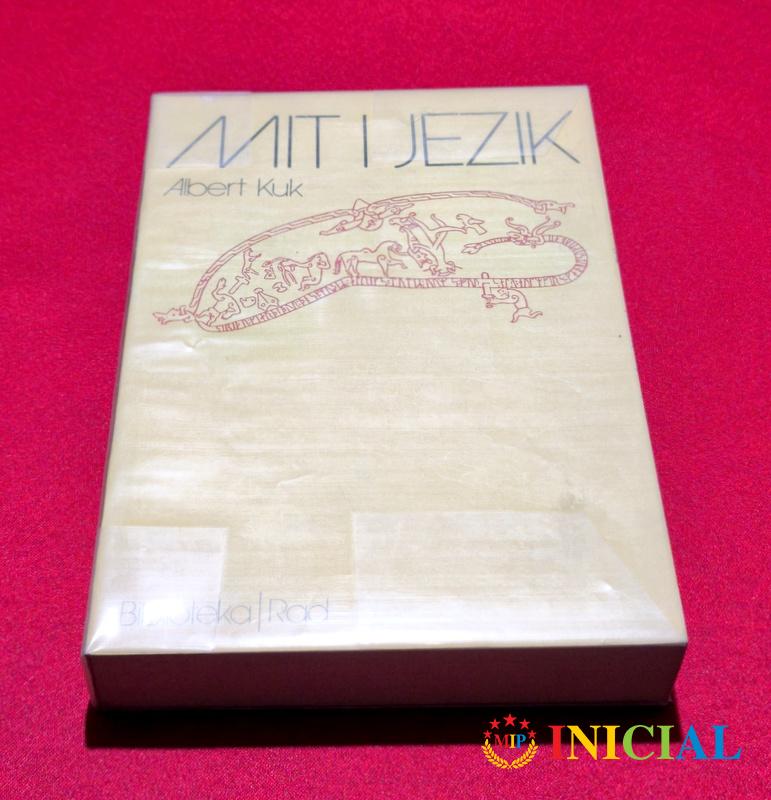 MIT I JEZIK
Albert Kuk
Biblioteka|Rad
MIP INICIAL